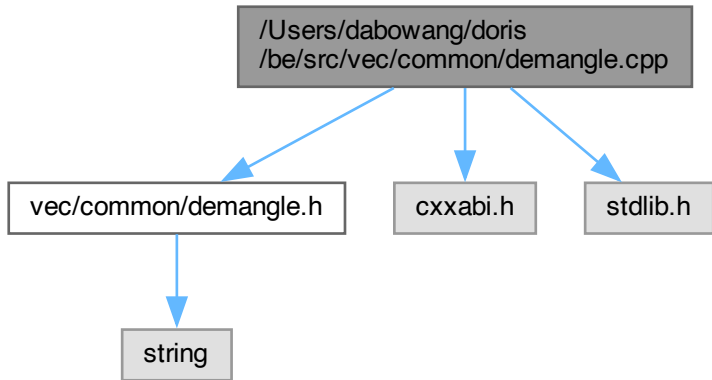 /Users/dabowang/doris
/be/src/vec/common/demangle.cpp
vec/common/demangle.h
cxxabi.h
stdlib.h
string